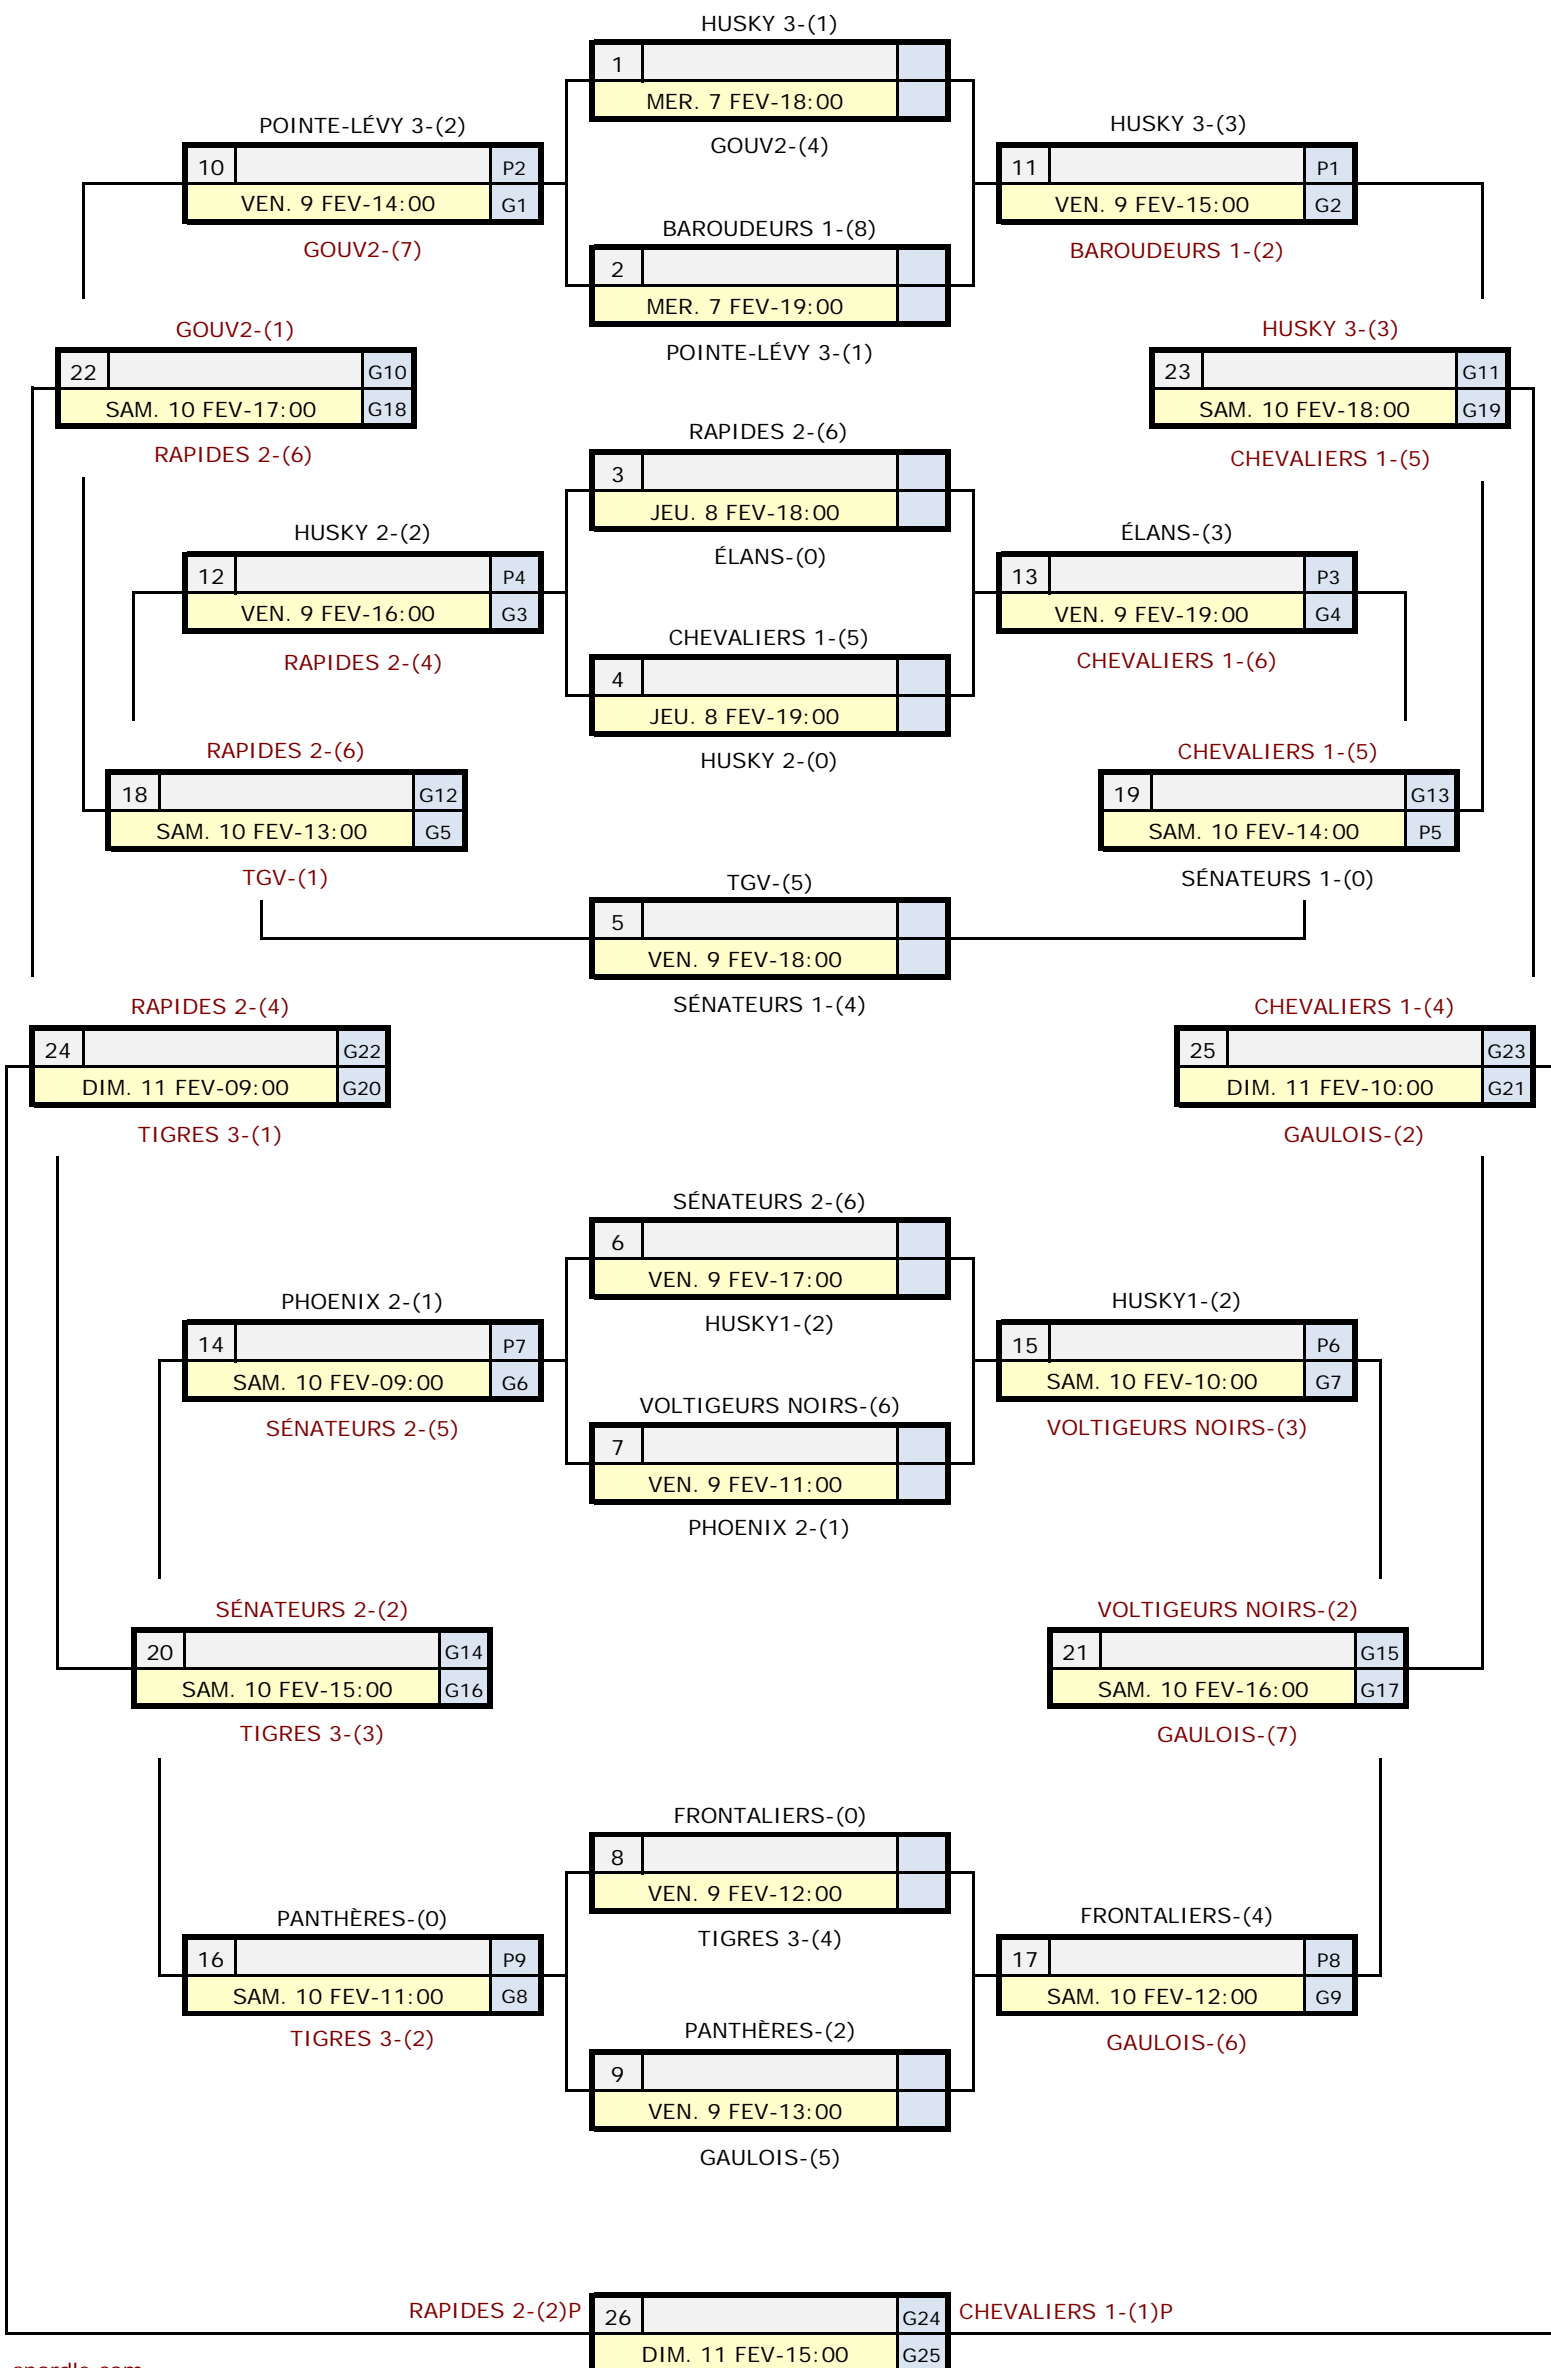 HUSKY 3-(1)
1
MER. 7 FEV-18:00
GOUV2-(4)
POINTE-LÉVY 3-(2)
10 P2
VEN. 9 FEV-14:00 G1
GOUV2-(7)
HUSKY 3-(3)
11 P1
VEN. 9 FEV-15:00 G2
BAROUDEURS 1-(2)
BAROUDEURS 1-(8)
2
MER. 7 FEV-19:00
POINTE-LÉVY 3-(1)
GOUV2-(1)
22 G10
SAM. 10 FEV-17:00 G18
RAPIDES 2-(6)
HUSKY 3-(3)
23 G11
SAM. 10 FEV-18:00 G19
CHEVALIERS 1-(5)
RAPIDES 2-(6)
3
JEU. 8 FEV-18:00
ÉLANS-(0)
HUSKY 2-(2)
12 P4
VEN. 9 FEV-16:00 G3
RAPIDES 2-(4)
ÉLANS-(3)
13 P3
VEN. 9 FEV-19:00 G4
CHEVALIERS 1-(6)
CHEVALIERS 1-(5)
4
JEU. 8 FEV-19:00
HUSKY 2-(0)
RAPIDES 2-(6)
18 G12
SAM. 10 FEV-13:00 G5
TGV-(1)
CHEVALIERS 1-(5)
19 G13
SAM. 10 FEV-14:00 P5
SÉNATEURS 1-(0)
TGV-(5)
5
VEN. 9 FEV-18:00
SÉNATEURS 1-(4)
RAPIDES 2-(4)
24 G22
DIM. 11 FEV-09:00 G20
TIGRES 3-(1)
CHEVALIERS 1-(4)
25 G23
DIM. 11 FEV-10:00 G21
GAULOIS-(2)
SÉNATEURS 2-(6)
6
VEN. 9 FEV-17:00
HUSKY1-(2)
PHOENIX 2-(1)
14 P7
SAM. 10 FEV-09:00 G6
SÉNATEURS 2-(5)
HUSKY1-(2)
15 P6
SAM. 10 FEV-10:00 G7
VOLTIGEURS NOIRS-(3)
VOLTIGEURS NOIRS-(6)
7
VEN. 9 FEV-11:00
PHOENIX 2-(1)
SÉNATEURS 2-(2)
20 G14
SAM. 10 FEV-15:00 G16
TIGRES 3-(3)
VOLTIGEURS NOIRS-(2)
21 G15
SAM. 10 FEV-16:00 G17
GAULOIS-(7)
FRONTALIERS-(0)
8
VEN. 9 FEV-12:00
TIGRES 3-(4)
PANTHÈRES-(0)
16 P9
SAM. 10 FEV-11:00 G8
TIGRES 3-(2)
FRONTALIERS-(4)
17 P8
SAM. 10 FEV-12:00 G9
GAULOIS-(6)
PANTHÈRES-(2)
9
VEN. 9 FEV-13:00
GAULOIS-(5)
RAPIDES 2-(2)P 26 G24 CHEVALIERS 1-(1)P
DIM. 11 FEV-15:00 G25